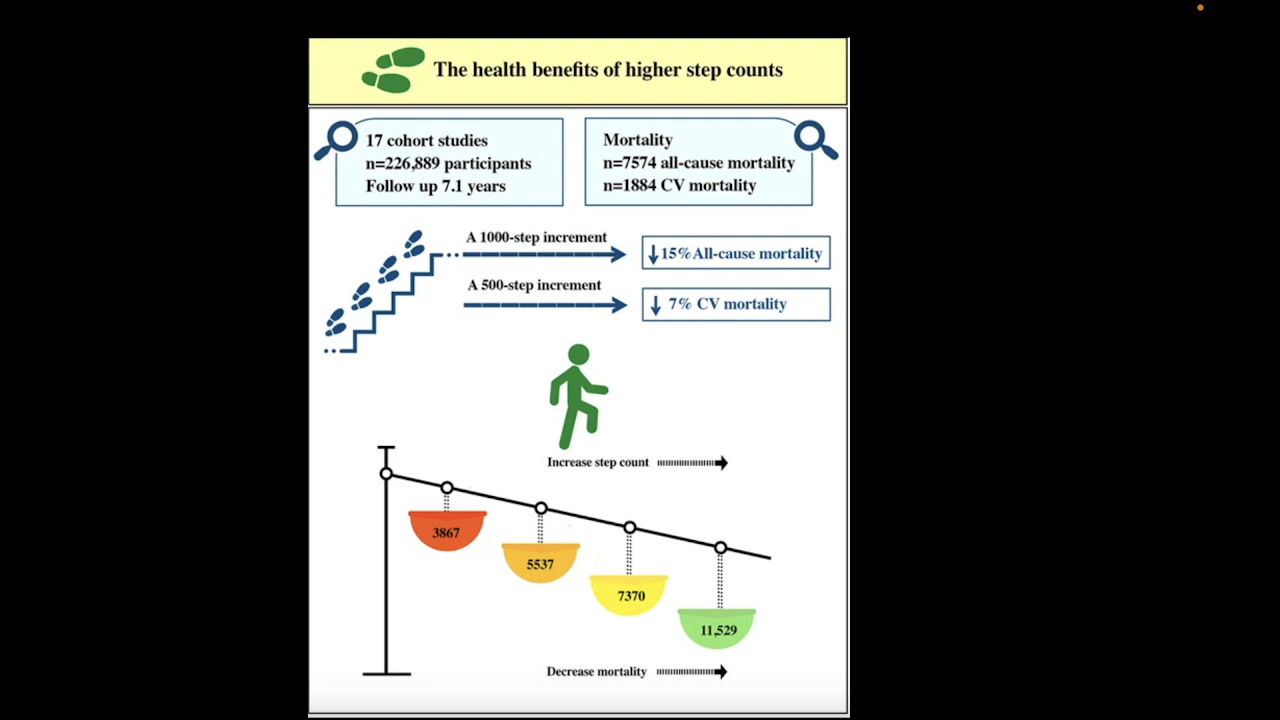 The health benefits of higher step counts
17 cohort studies
n=226,889 participants
Follow up 7.1 years
Mortality
n=7574 all-cause mortality
n=1884 CV mortality
A 1000-step increment
↓15% All-cause mortality
A 500-step increment
↓ 7% CV mortality
Increase step count
3867
5537
7370
11,529
Decrease mortality